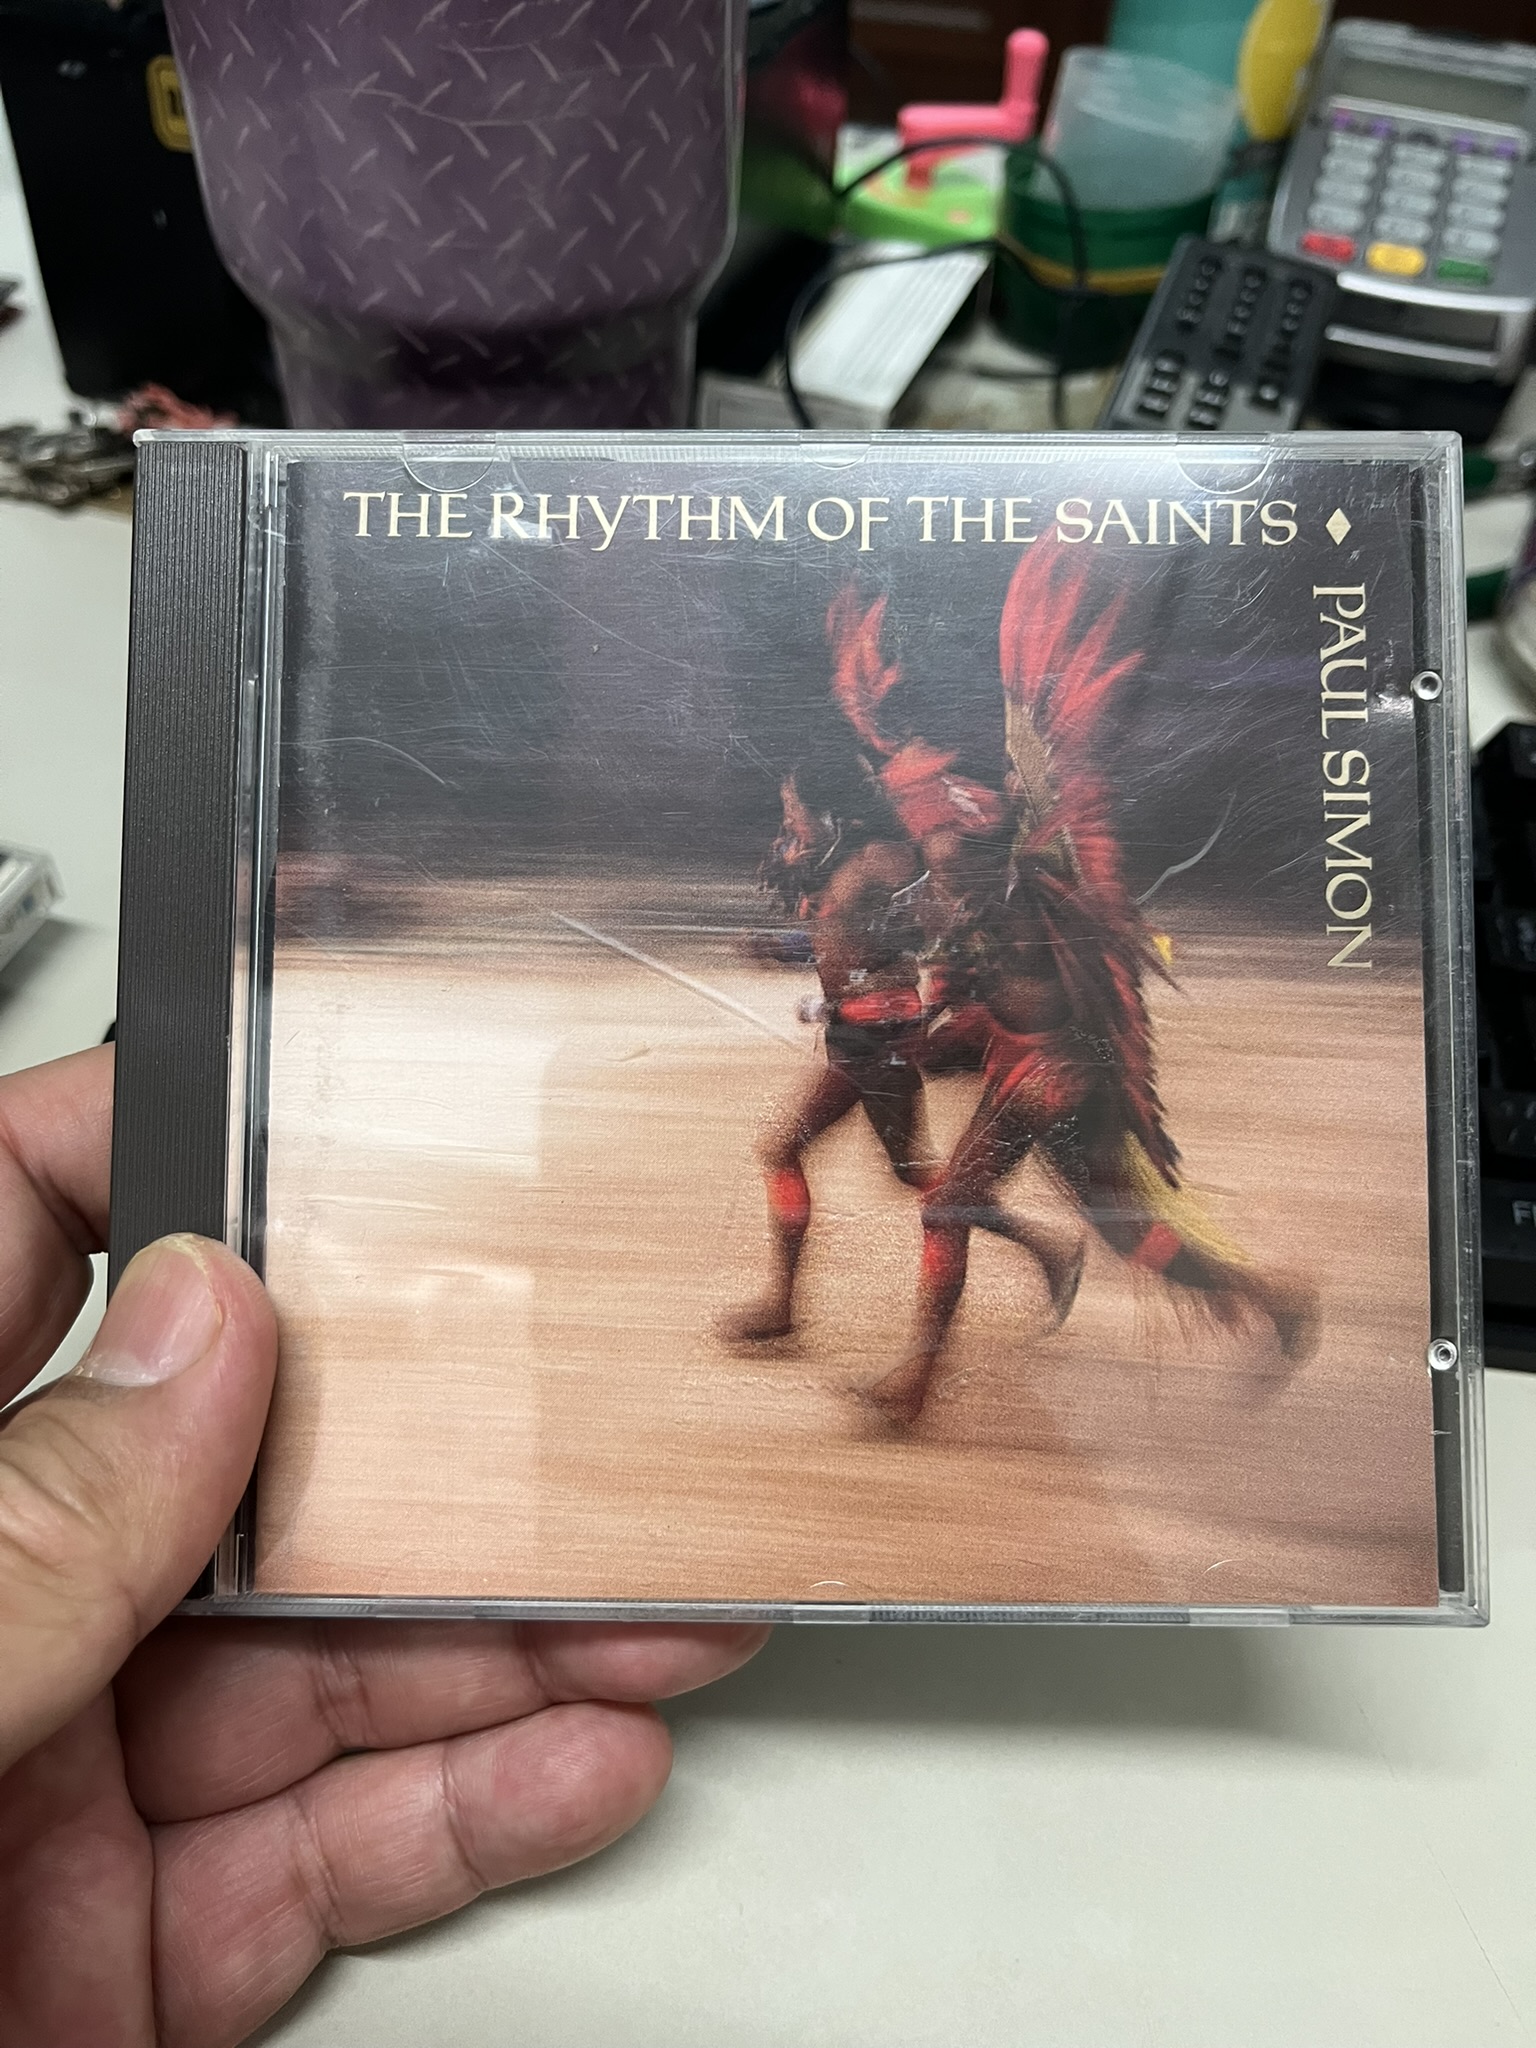 THE RHYTHM OF THE SAINTS ♦
PAUL SIMON